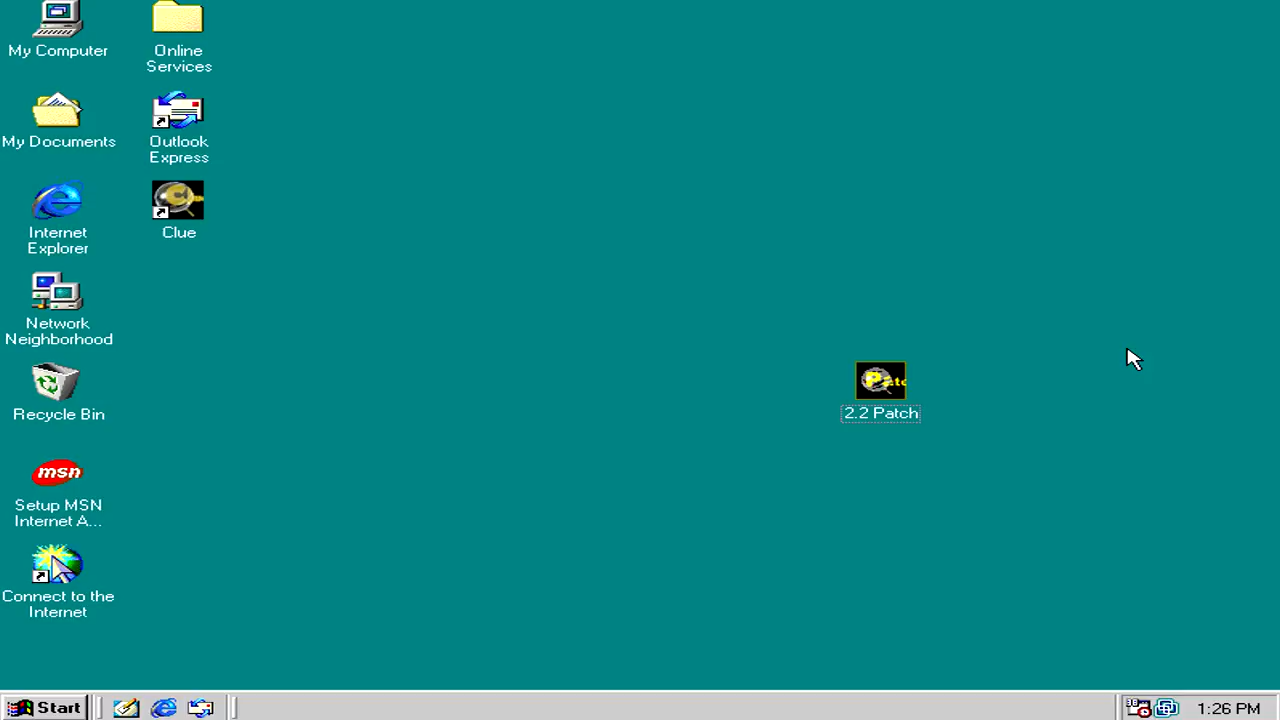 My Computer
Online
Services
My Documents
Outlook
Express
Internet
Explorer
Clue
Network
Neighborhood
2.2 Patch
Recycle Bin
msn
Setup MSN
Internet A...
Connect to the
Internet
Start
1:26 PM